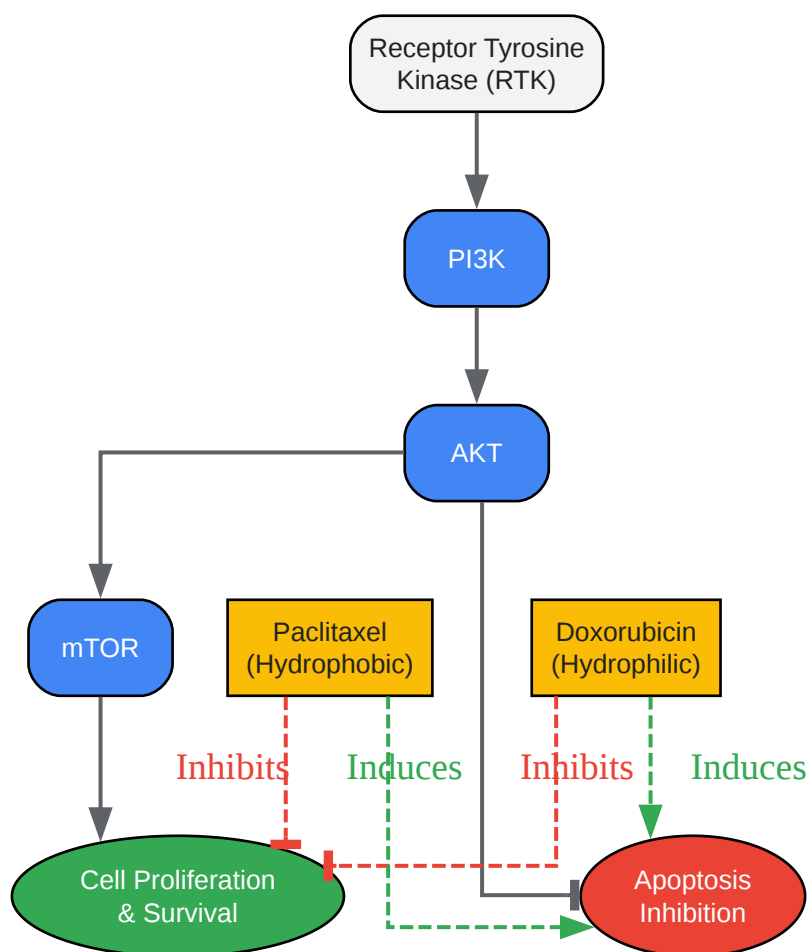 Receptor Tyrosine
Kinase (RTK)
PI3K
AKT
mTOR
Paclitaxel
(Hydrophobic)
Doxorubicin
(Hydrophilic)
Inhibits
Induces
Inhibits
Induces
Cell Proliferation
& Survival
Apoptosis
Inhibition